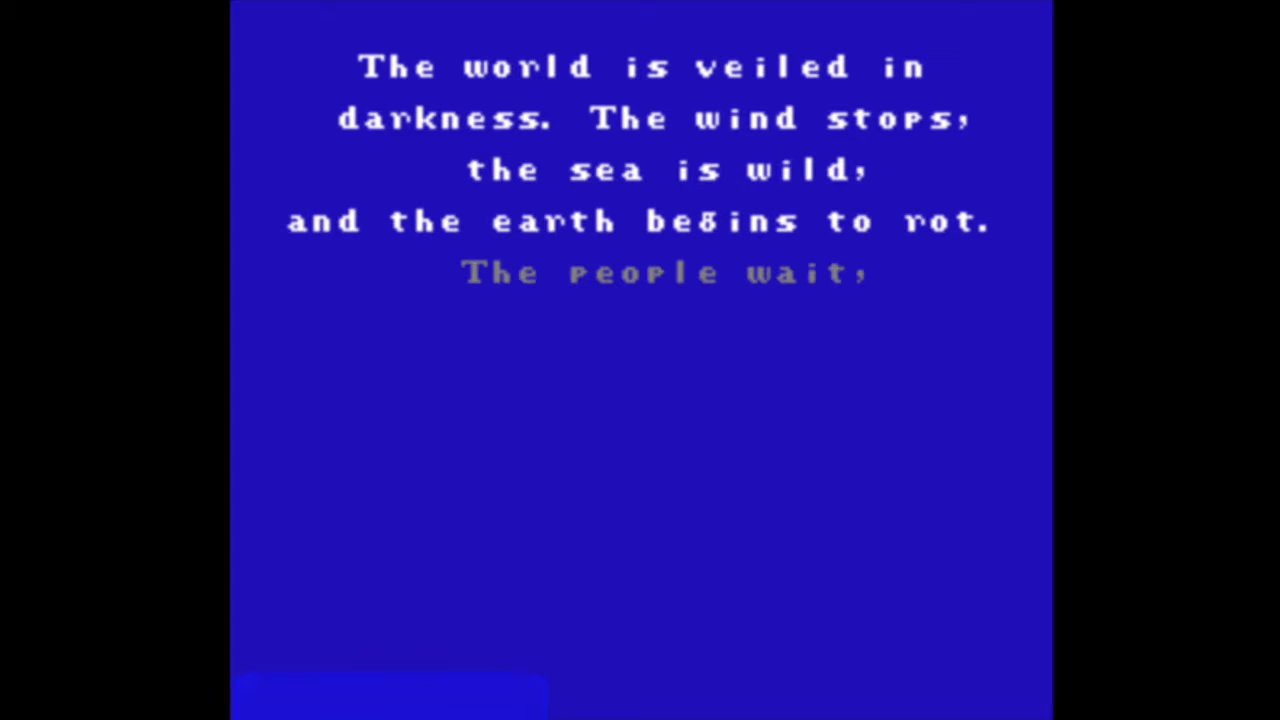 The world is veiled in
darkness. The wind stops,
the sea is wild,
and the earth begins to rot.
The people wait,